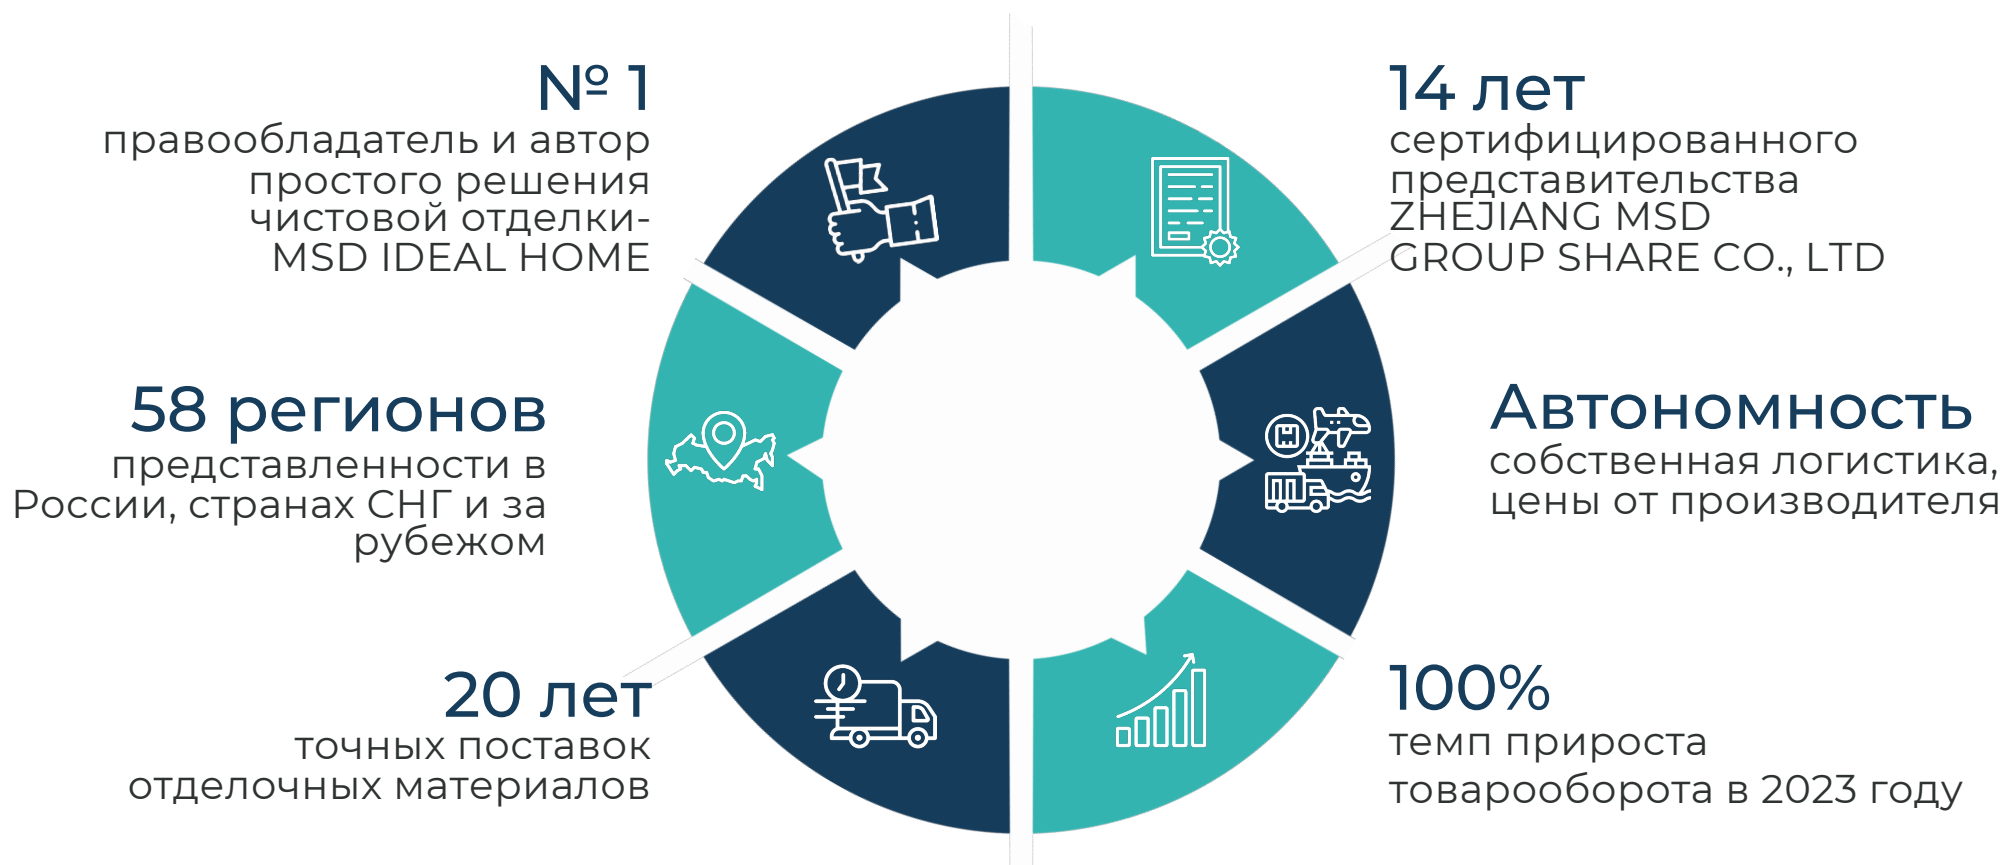 № 1
правообладатель и автор
простого решения
чистовой отделки-
MSD IDEAL HOME
14 лет
сертифицированного
представительства
ZHEJIANG MSD
GROUP SHARE CO., LTD
58 регионов
представленности в
России, странах СНГ и за
рубежом
Автономность
собственная логистика,
цены от производителя
20 лет
точных поставок
отделочных материалов
100%
темп прироста
товарооборота в 2023 году